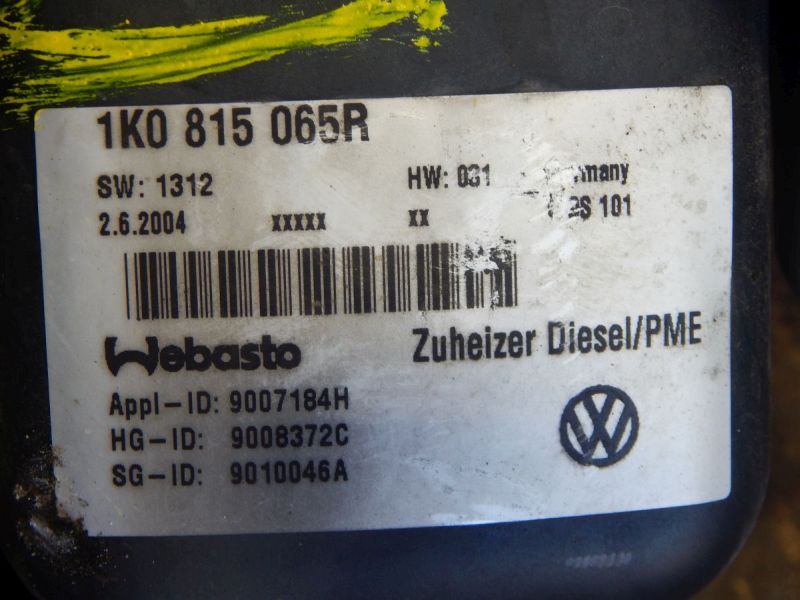 1K0 815 065R
SW: 1312 HW: 031
2.6.2004 xxxxx xx 101
Webasto Zuheizer Diesel/PME
Appl-ID: 9007184H
HG-ID: 9008372C
SG-ID: 9010046A